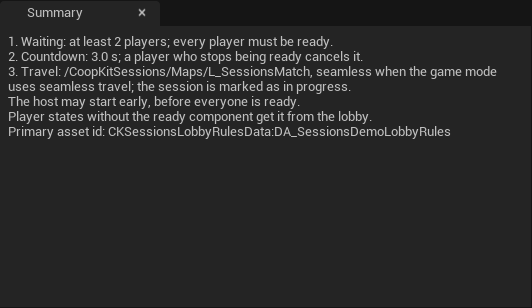 Summary
1. Waiting: at least 2 players; every player must be ready.
2. Countdown: 3.0 s; a player who stops being ready cancels it.
3. Travel: /CoopKitSessions/Maps/L_SessionsMatch, seamless when the game mode
uses seamless travel; the session is marked as in progress.
The host may start early, before everyone is ready.
Player states without the ready component get it from the lobby.
Primary asset id: CKSessionsLobbyRulesData:DA_SessionsDemoLobbyRules